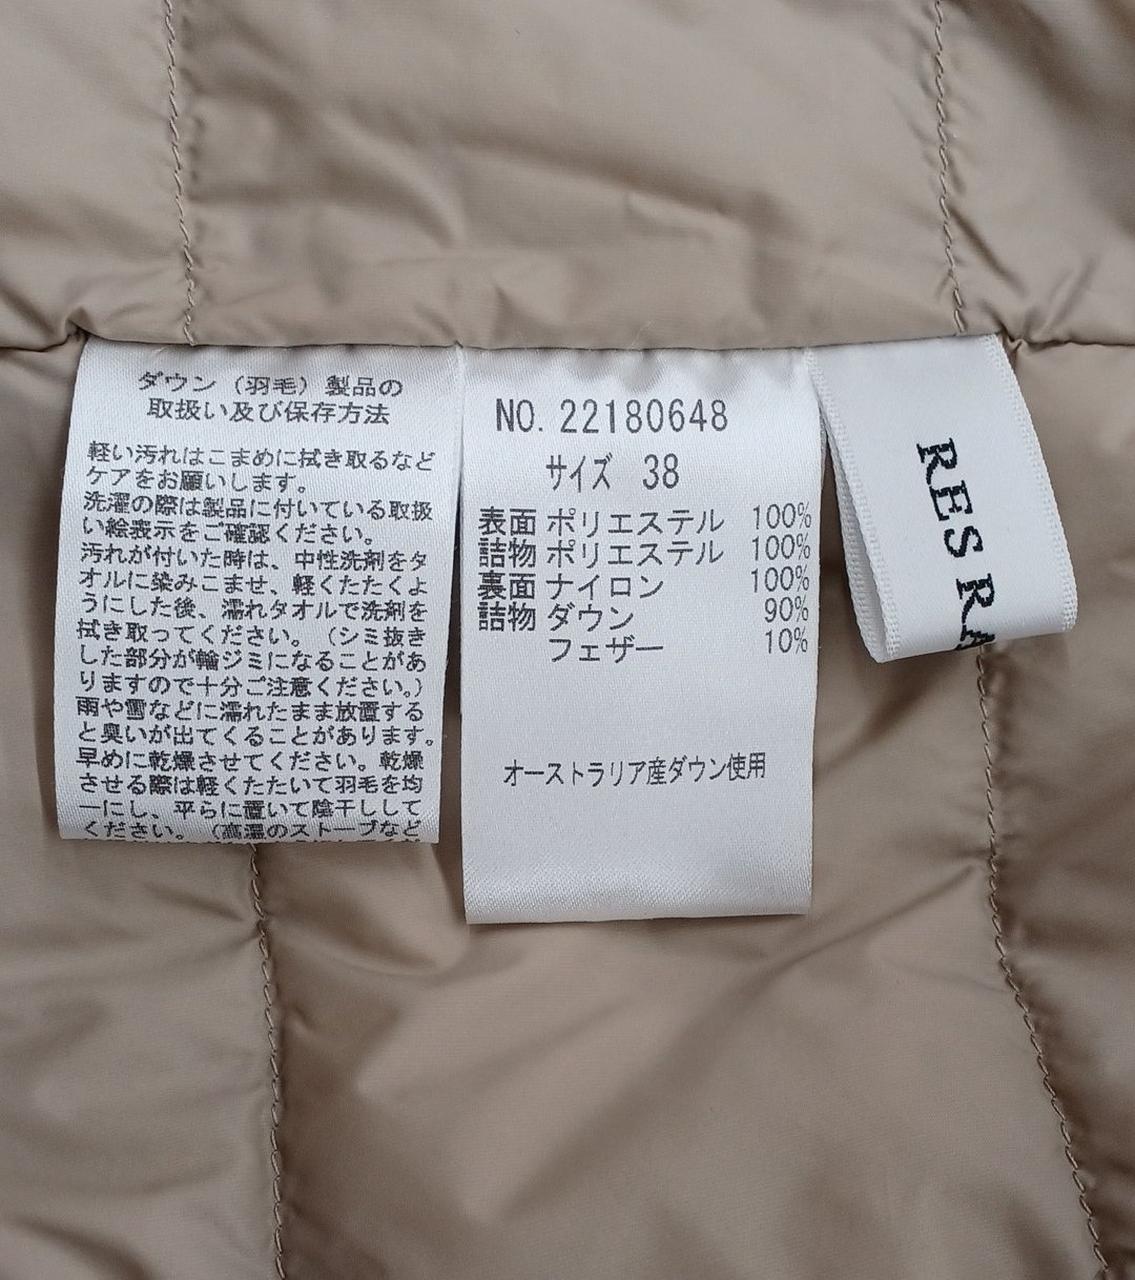 ダウン（羽毛）製品の
取扱い及び保存方法
軽い汚れはこまめに拭き取るなど
ケアをお願いします。
洗濯の際は製品に付いている取扱
い絵表示をご確認ください。
汚れが付いた時は、中性洗剤をタ
オルに染みこませ、軽くたたくよ
うにした後、濡れタオルで洗剤を
拭き取ってください。（シミ抜き
した部分が輪ジミになることがあ
りますので十分ご注意ください。）
雨や雪などに濡れたまま放置する
と臭いが出てくることがあります。
早めに乾燥させてください。乾燥
させる際は軽くたたいて羽毛を均
一にし、平らに置いて陰干しして
ください。（高温のストーブなど
NO. 22180648
サイズ 38
表面 ポリエステル 100%
詰物 ポリエステル 100%
裏面 ナイロン 100%
詰物 ダウン 90%
フェザー 10%
オーストラリア産ダウン使用
RES RA